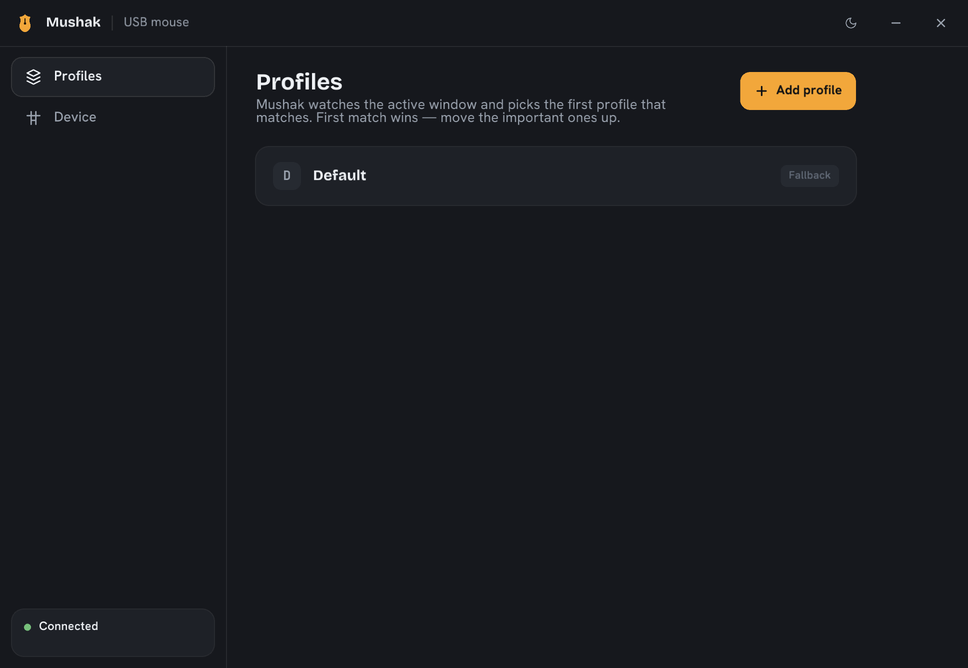 Mushak | USB mouse
Profiles
Device
Profiles
Mushak watches the active window and picks the first profile that
matches. First match wins — move the important ones up.
+ Add profile
D Default Fallback
Connected